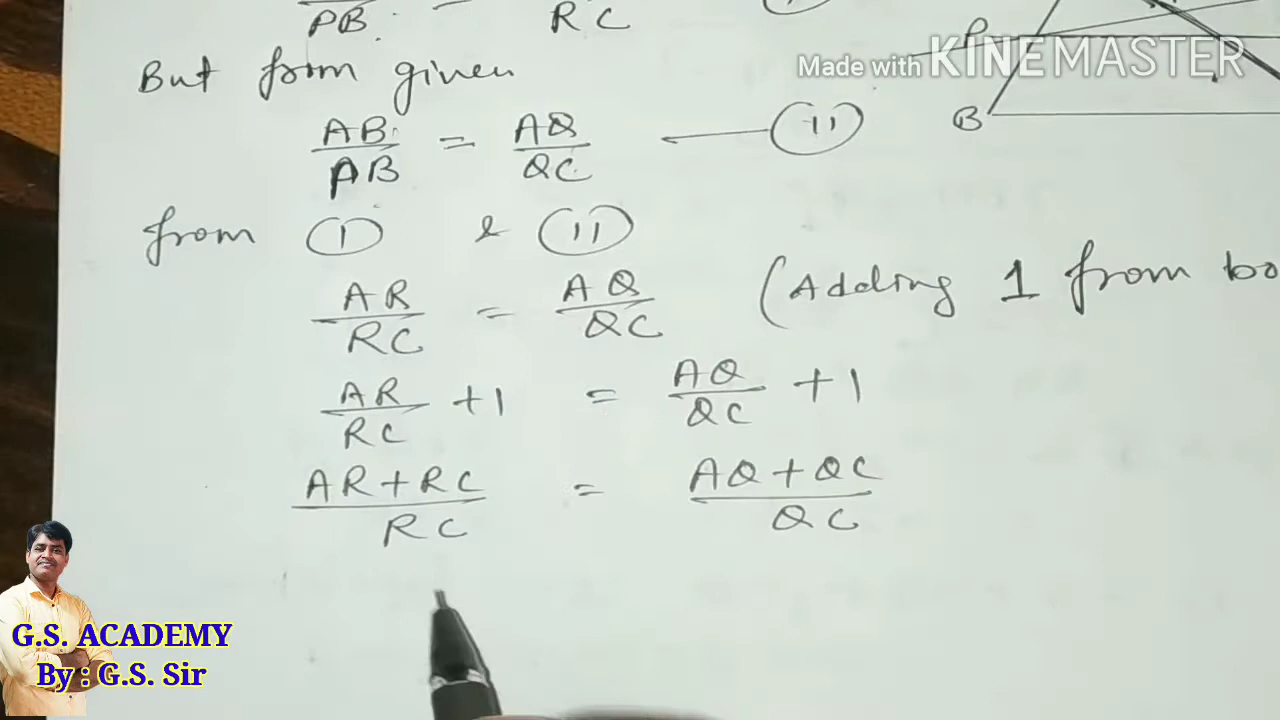 PB = RC
But from given
AB/AB = AQ/QC ← (ii)
from (i) & (ii)
AR/RC = AQ/QC (Adding 1 from bo
AR/RC + 1 = AQ/QC + 1
AR+RC/RC = AQ+QC/QC
P
B
Made with KINEMASTER
G.S. ACADEMY
By : G.S. Sir